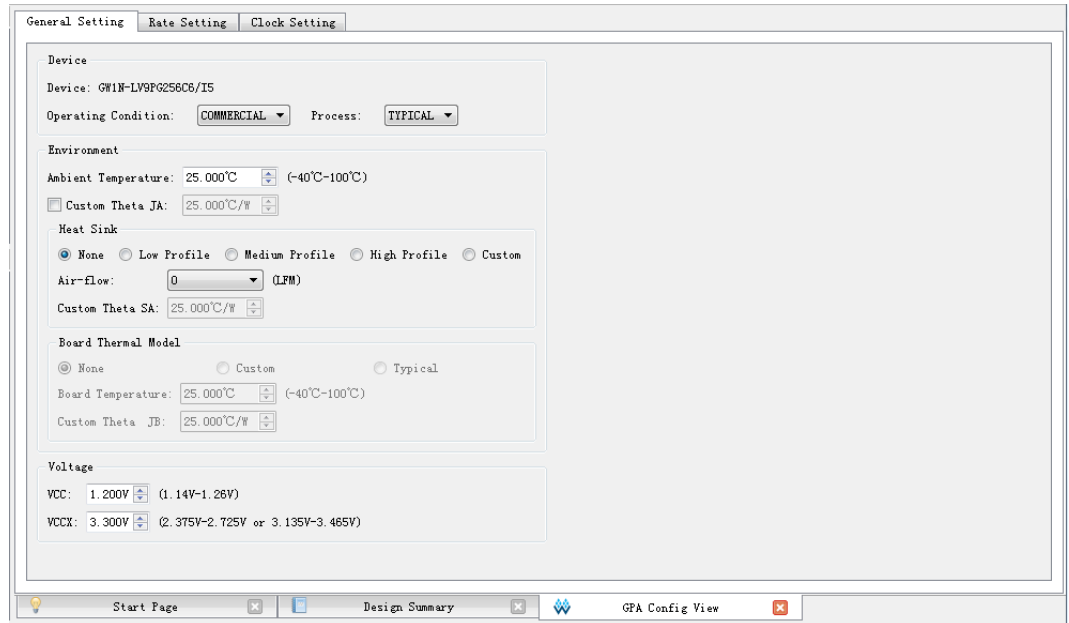 General Setting Rate Setting Clock Setting
Device
Device: GW1N-LV9PG256C6/I5
Operating Condition: COMMERCIAL Process: TYPICAL
Environment
Ambient Temperature: 25.000℃ (-40℃-100℃)
Custom Theta JA: 25.000℃/W
Heat Sink
None Low Profile Medium Profile High Profile Custom
Air-flow: 0 (LFM)
Custom Theta SA: 25.000℃/W
Board Thermal Model
None Custom Typical
Board Temperature: 25.000℃ (-40℃-100℃)
Custom Theta JB: 25.000℃/W
Voltage
VCC: 1.200V (1.14V-1.26V)
VCCX: 3.300V (2.375V-2.725V or 3.135V-3.465V)
Start Page Design Summary GPA Config View